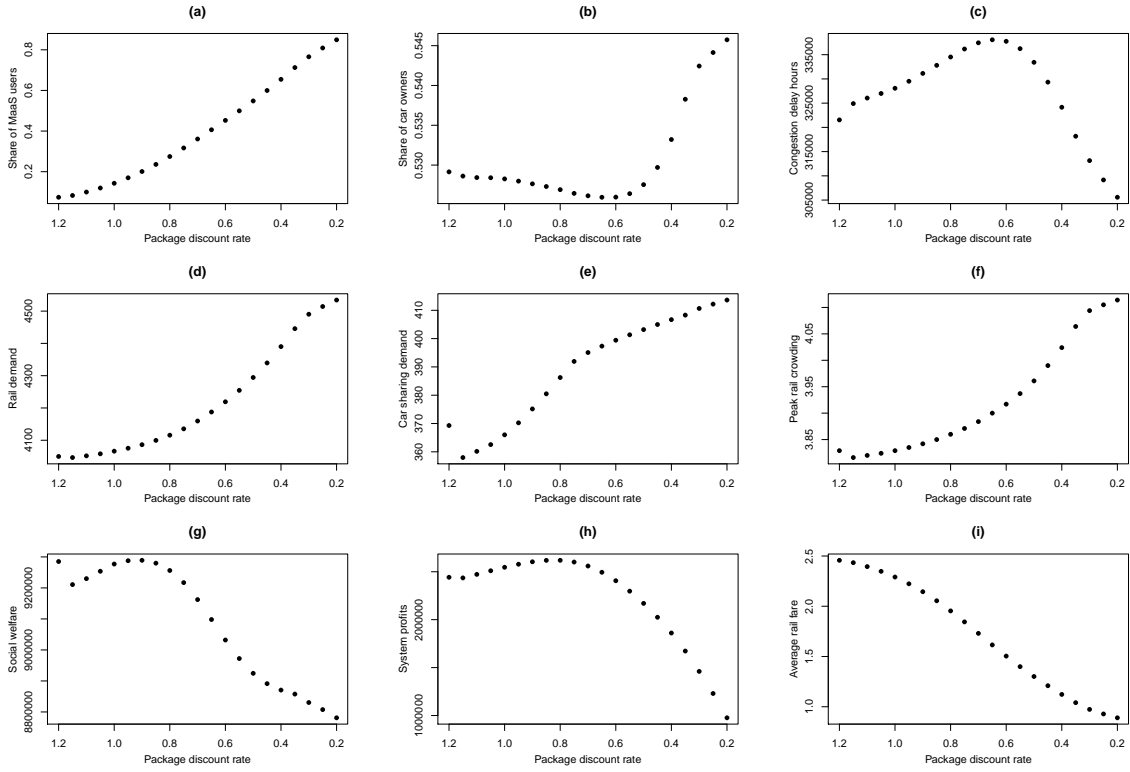 (a)
Share of MaaS users
0.2 0.4 0.6 0.8
1.2 1.0 0.8 0.6 0.4 0.2
Package discount rate
(b)
Share of car owners
0.530 0.535 0.540 0.545
1.2 1.0 0.8 0.6 0.4 0.2
Package discount rate
(c)
Congestion delay hours
305000 315000 325000 335000
1.2 1.0 0.8 0.6 0.4 0.2
Package discount rate
(d)
Rail demand
4100 4300 4500
1.2 1.0 0.8 0.6 0.4 0.2
Package discount rate
(e)
Car sharing demand
360 370 380 390 400 410
1.2 1.0 0.8 0.6 0.4 0.2
Package discount rate
(f)
Peak rail crowding
3.85 3.95 4.05
1.2 1.0 0.8 0.6 0.4 0.2
Package discount rate
(g)
Social welfare
8800000 9000000 9200000
1.2 1.0 0.8 0.6 0.4 0.2
Package discount rate
(h)
System profits
1000000 2000000
1.2 1.0 0.8 0.6 0.4 0.2
Package discount rate
(i)
Average rail fare
1.0 1.5 2.0 2.5
1.2 1.0 0.8 0.6 0.4 0.2
Package discount rate